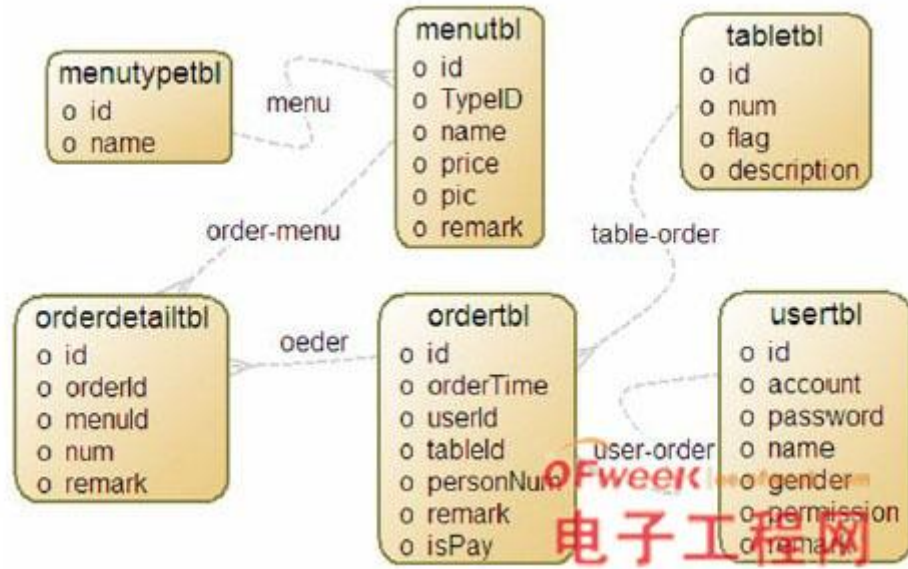 menutypetbl
o id
o name
menu
menutbl
o id
o TypeID
o name
o price
o pic
o remark
tabletbl
o id
o num
o flag
o description
order-menu
table-order
orderdetailtbl
o id
o orderId
o menuId
o num
o remark
oeder
ordertbl
o id
o orderTime
o userId
o tableId
o personNum
o remark
o isPay
user-order
usertbl
o id
o account
o password
o name
o gender
o permission
o remark
OFweek
电子工程网